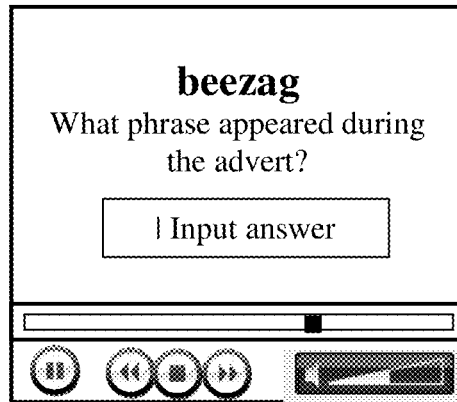 beezag
What phrase appeared during
the advert?
Input answer